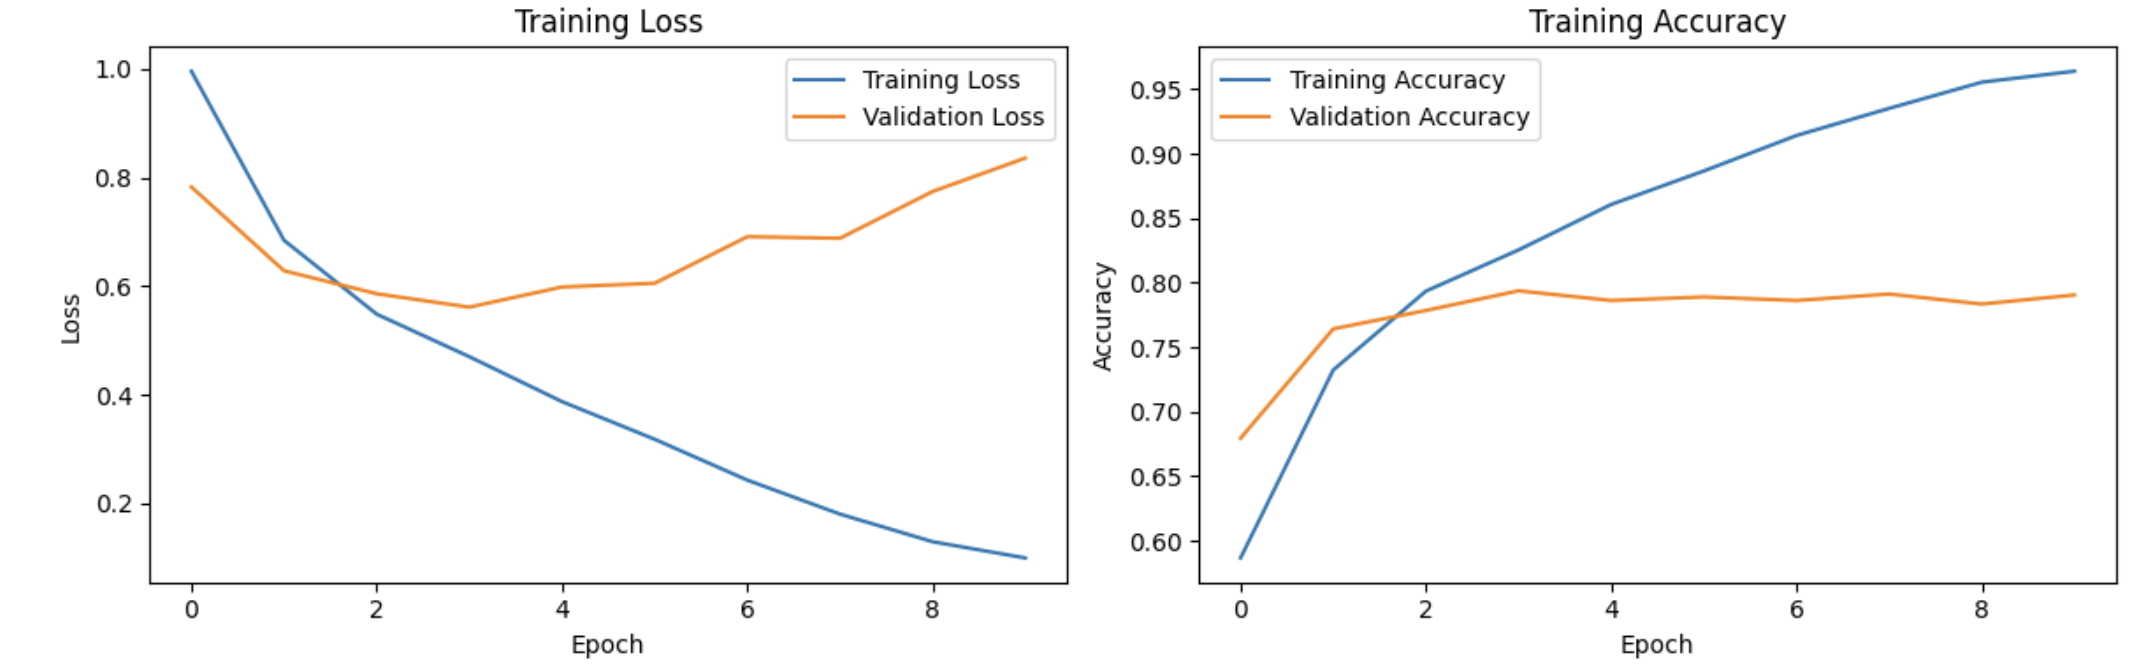 Training Loss
Training Loss
Validation Loss
1.0
0.8
0.6
0.4
0.2
Loss
0 2 4 6 8
Epoch
Training Accuracy
Training Accuracy
Validation Accuracy
0.95
0.90
0.85
0.80
0.75
0.70
0.65
0.60
Accuracy
0 2 4 6 8
Epoch